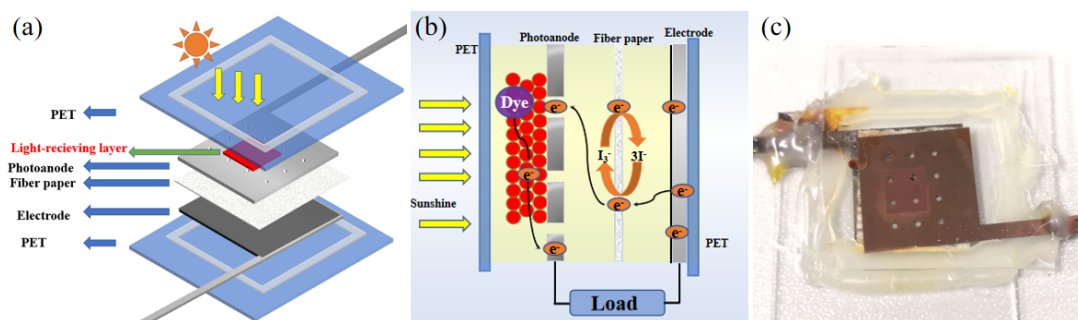 (a)
PET
Light-recieving layer
Photoanode
Fiber paper
Electrode
PET
(b)
PET
Photoanode
Fiber paper
Electrode
Dye
e-
e-
e-
e-
e-
e-
e-
e-
I3-
3I-
Sunshine
PET
Load
(c)